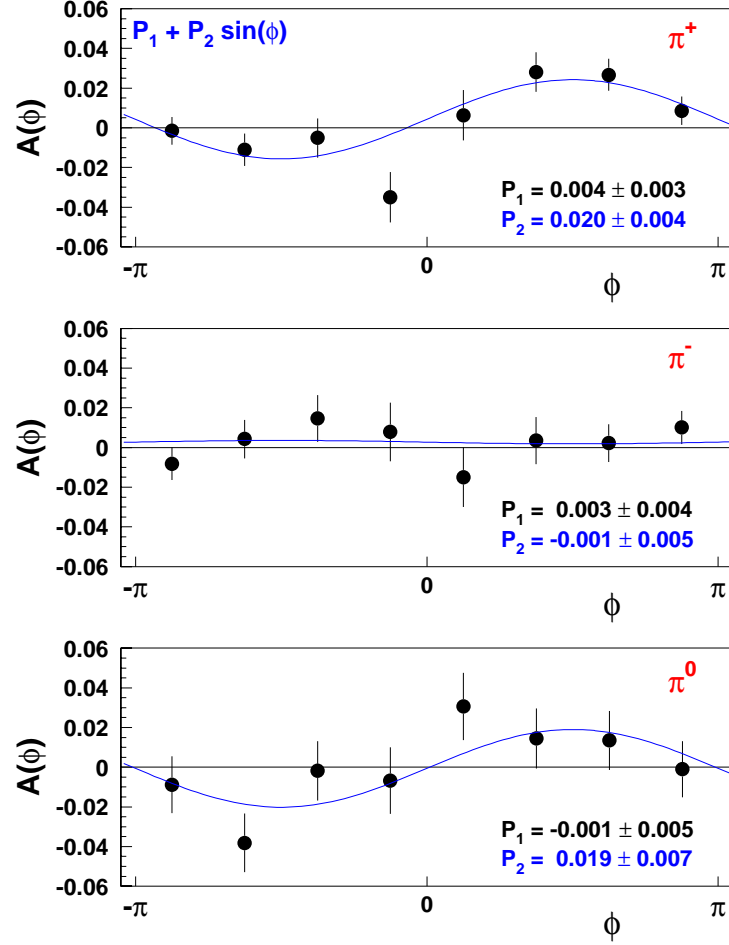 P₁ + P₂ sin(ϕ)
π⁺
A(ϕ)
0.06
0.04
0.02
0
-0.02
-0.04
-0.06
P₁ = 0.004 ± 0.003
P₂ = 0.020 ± 0.004
-π 0 π
ϕ
π⁻
A(ϕ)
0.06
0.04
0.02
0
-0.02
-0.04
-0.06
P₁ = 0.003 ± 0.004
P₂ = -0.001 ± 0.005
-π 0 π
ϕ
π⁰
A(ϕ)
0.06
0.04
0.02
0
-0.02
-0.04
-0.06
P₁ = -0.001 ± 0.005
P₂ = 0.019 ± 0.007
-π 0 π
ϕ